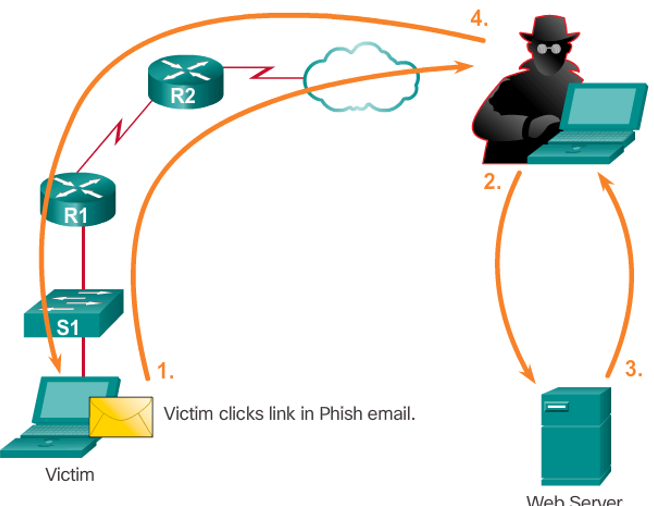 4.
R2
2.
R1
S1
1.
3.
Victim clicks link in Phish email.
Victim
Web Server